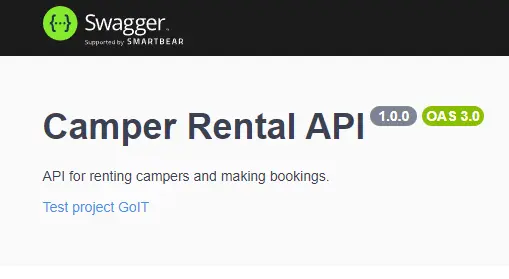 {···} Swagger
Supported by SMARTBEAR
Camper Rental API 1.0.0 OAS 3.0
API for renting campers and making bookings.
Test project GoIT